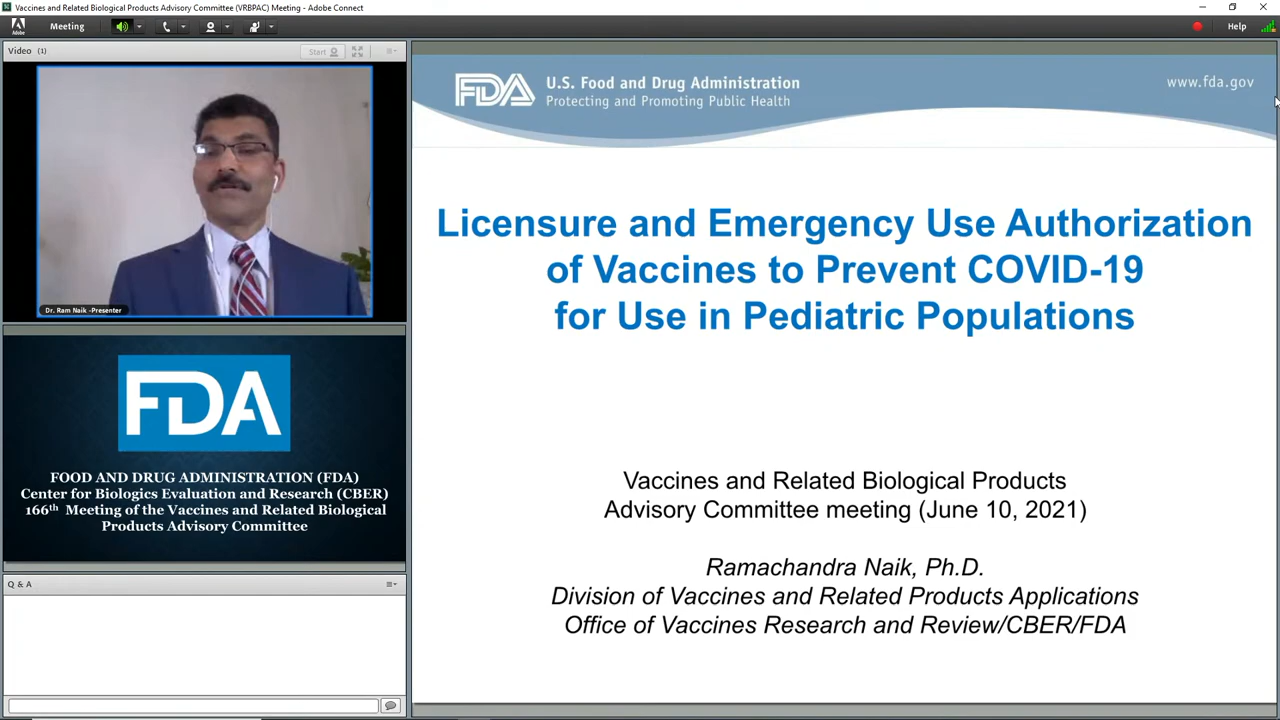 Vaccines and Related Biological Products Advisory Committee (VRBPAC) Meeting - Adobe Connect
Meeting
Help
Video (1)
Start
Dr. Ram Naik -Presenter
FDA
FOOD AND DRUG ADMINISTRATION (FDA)
Center for Biologics Evaluation and Research (CBER)
166th Meeting of the Vaccines and Related Biological
Products Advisory Committee
Q & A
FDA
U.S. Food and Drug Administration
Protecting and Promoting Public Health
www.fda.gov
Licensure and Emergency Use Authorization
of Vaccines to Prevent COVID-19
for Use in Pediatric Populations
Vaccines and Related Biological Products
Advisory Committee meeting (June 10, 2021)
Ramachandra Naik, Ph.D.
Division of Vaccines and Related Products Applications
Office of Vaccines Research and Review/CBER/FDA